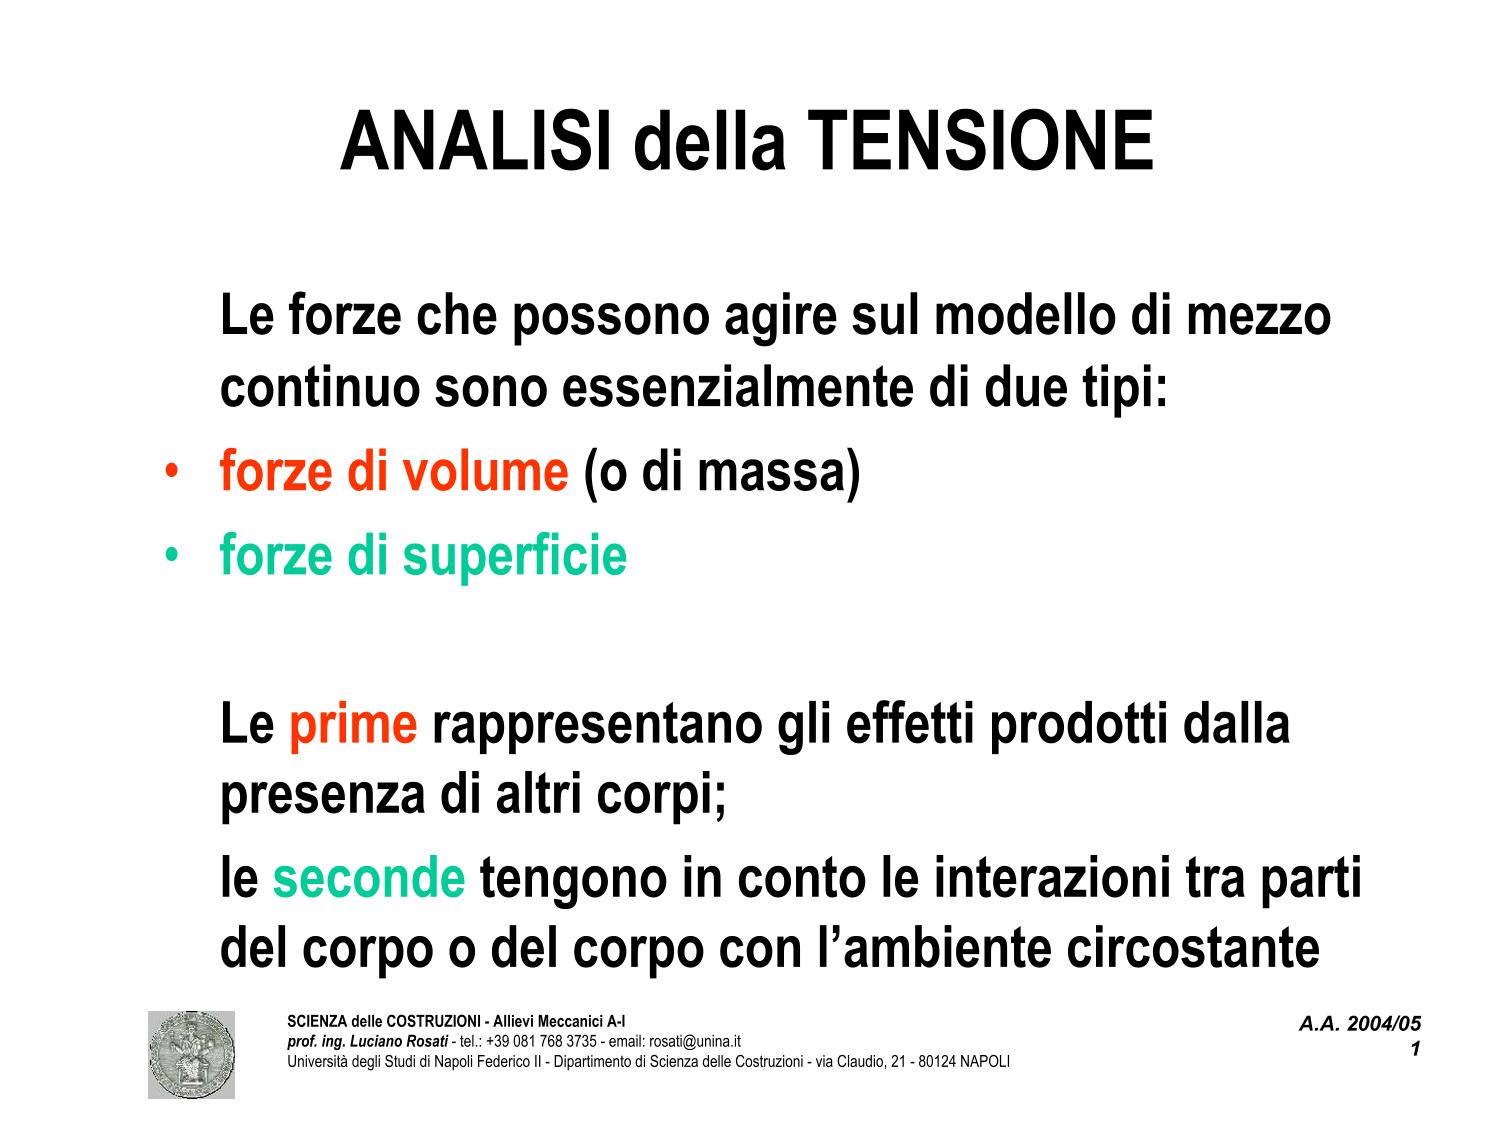 ANALISI della TENSIONE
Le forze che possono agire sul modello di mezzo
continuo sono essenzialmente di due tipi:
• forze di volume (o di massa)
• forze di superficie
Le prime rappresentano gli effetti prodotti dalla
presenza di altri corpi;
le seconde tengono in conto le interazioni tra parti
del corpo o del corpo con l’ambiente circostante
SCIENZA delle COSTRUZIONI - Allievi Meccanici A-I
prof. ing. Luciano Rosati - tel.: +39 081 768 3735 - email: rosati@unina.it
Università degli Studi di Napoli Federico II - Dipartimento di Scienza delle Costruzioni - via Claudio, 21 - 80124 NAPOLI
A.A. 2004/05
1